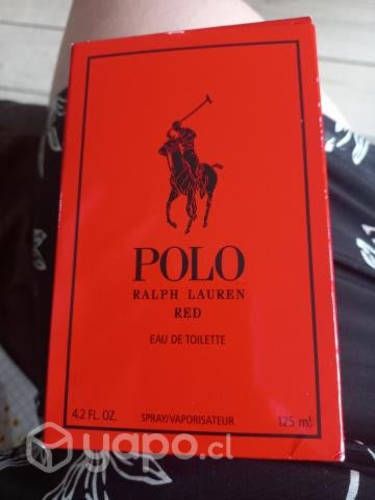 POLO
RALPH LAUREN
RED
EAU DE TOILETTE
4.2 FL. OZ. SPRAY/VAPORISATEUR 125 ml
yapo.cl